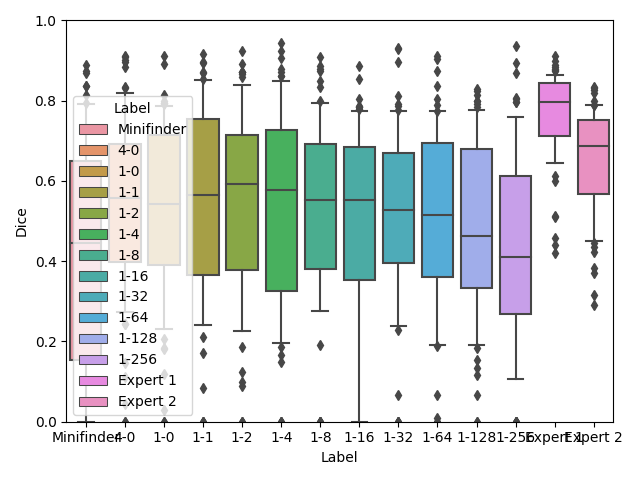 1.0
0.8
0.6
0.4
0.2
0.0
Dice
Label
Minifinder
4-0
1-0
1-1
1-2
1-4
1-8
1-16
1-32
1-64
1-128
1-256
Expert 1
Expert 2
Minifinder 4-0 1-0 1-1 1-2 1-4 1-8 1-16 1-32 1-64 1-128 1-256 Expert 1 Expert 2
Label